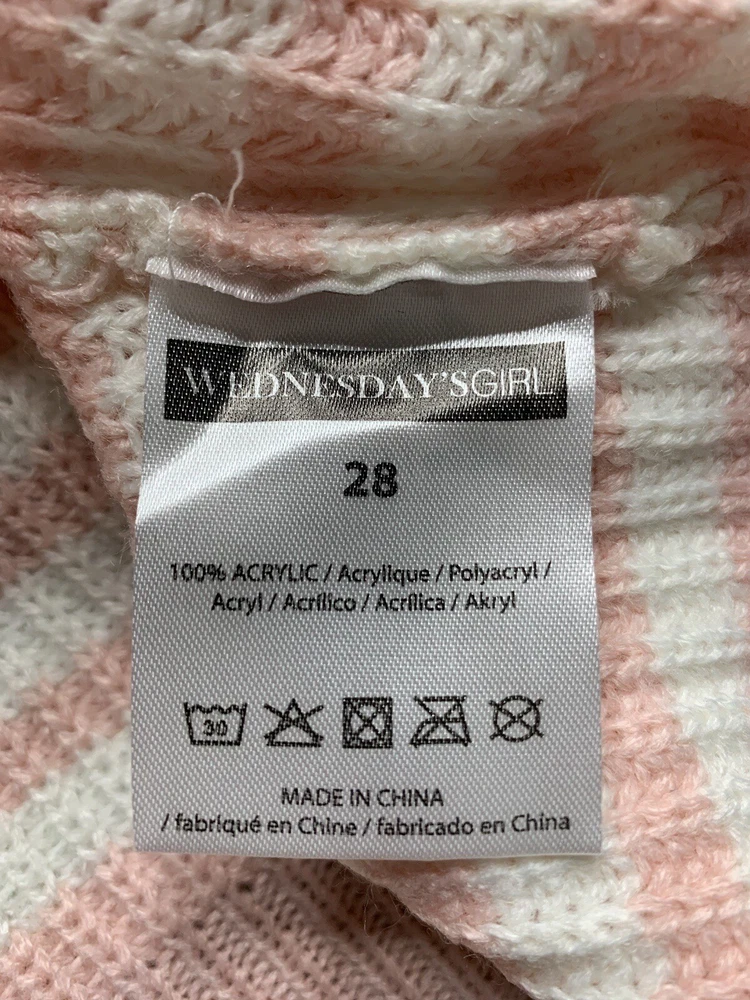 WEDNESDAY'SGIRL
28
100% ACRYLIC / Acrylique / Polyacryl /
Acryl / Acrílico / Acrílica / Akryl
30
MADE IN CHINA
/ fabriqué en Chine / fabricado en China